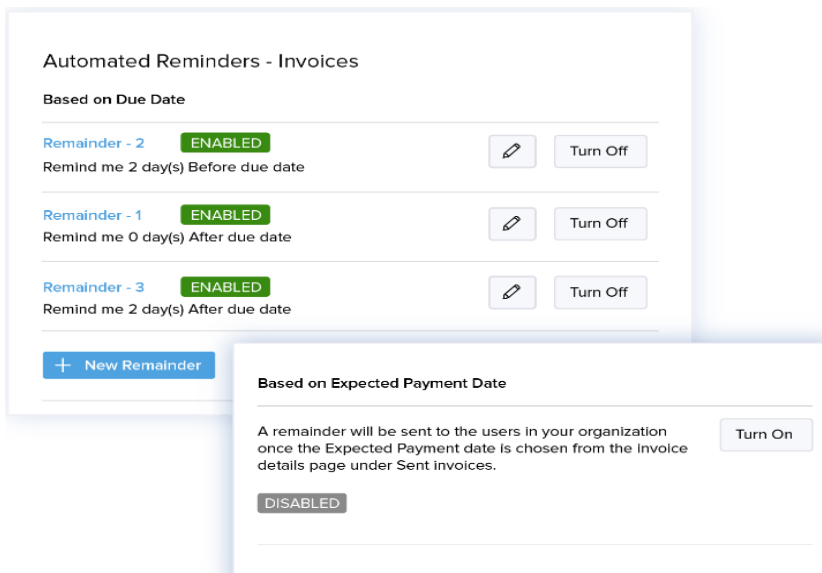 Automated Reminders - Invoices
Based on Due Date
Remainder - 2 ENABLED
Remind me 2 day(s) Before due date
Turn Off
Remainder - 1 ENABLED
Remind me 0 day(s) After due date
Turn Off
Remainder - 3 ENABLED
Remind me 2 day(s) After due date
Turn Off
+ New Remainder
Based on Expected Payment Date
A remainder will be sent to the users in your organization
once the Expected Payment date is chosen from the invoice
details page under Sent invoices.
Turn On
DISABLED